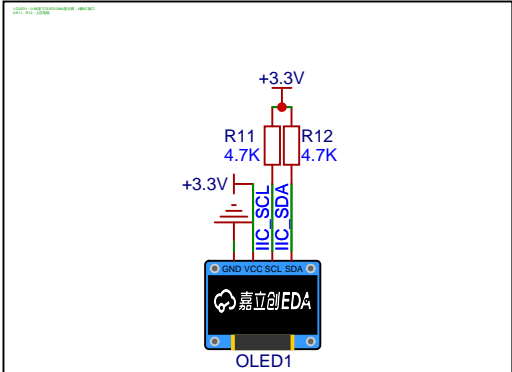 +3.3V
R11
R12
4.7K
4.7K
+3.3V
IIC_SCL
IIC_SDA
GND VCC SCL SDA
嘉立创EDA
OLED1